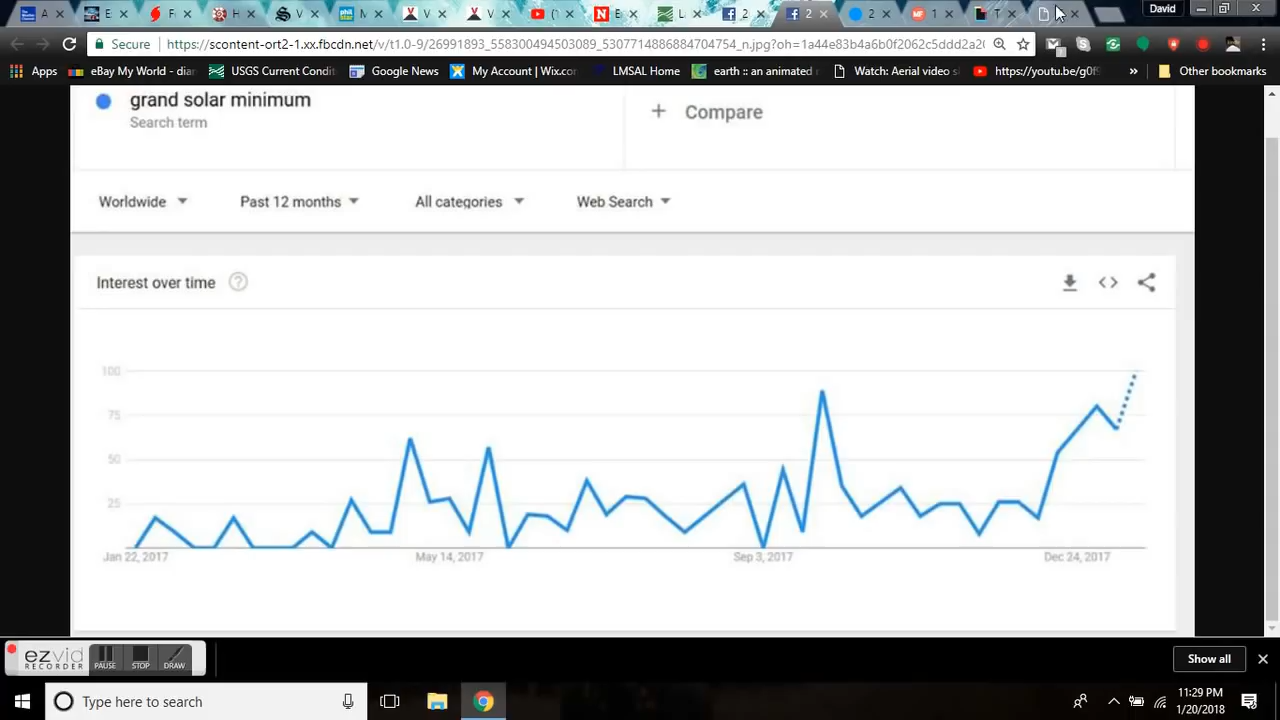 David
Secure https://scontent-ort2-1.xx.fbcdn.net/v/t1.0-9/26991893_558300494503089_5307714886884704754_n.jpg?oh=1a44e83b4a6b0f2062c5ddd2a20
Apps eBay My World - dian USGS Current Condit Google News My Account | Wix.co LMSAL Home earth :: an animated Watch: Aerial video s https://youtu.be/g0f9 » Other bookmarks
grand solar minimum
Search term
+ Compare
Worldwide Past 12 months All categories Web Search
Interest over time ?
100
75
50
25
Jan 22, 2017 May 14, 2017 Sep 3, 2017 Dec 24, 2017
ezvid
RECORDER
PAUSE STOP DRAW
Show all
Type here to search
11:29 PM
1/20/2018